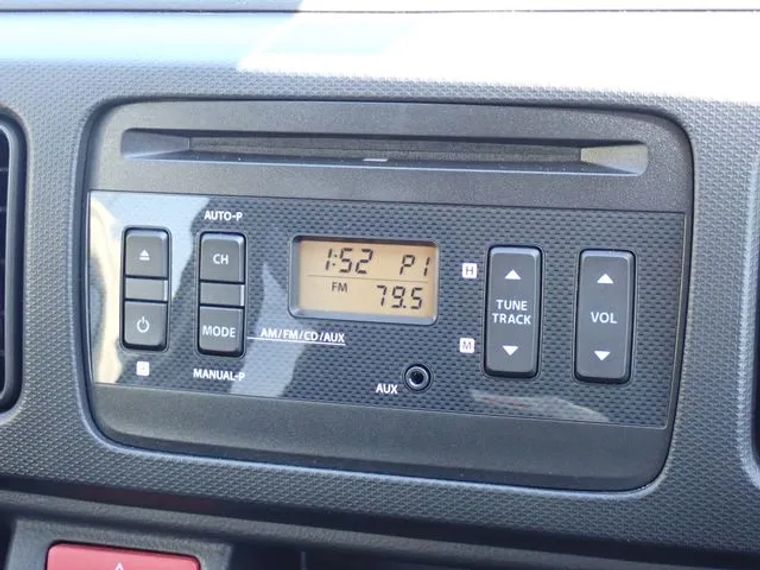 AUTO-P
CH
1:52 P1
FM 79.5
H
TUNE
TRACK
VOL
MODE
AM/FM/CD/AUX
M
MANUAL-P
AUX